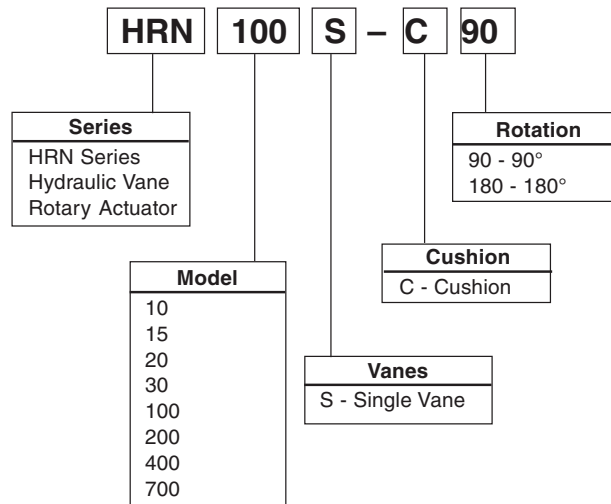 HRN 100 S – C 90
Series
HRN Series
Hydraulic Vane
Rotary Actuator
Rotation
90 - 90°
180 - 180°
Cushion
C - Cushion
Model
10
15
20
30
100
200
400
700
Vanes
S - Single Vane